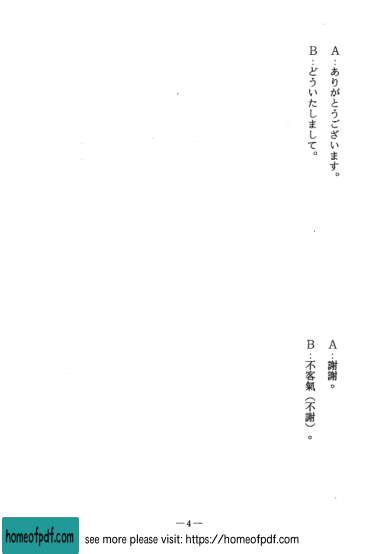 A：ありがとうございます。
B：どういたしまして。
A：謝謝。
B：不客氣（不謝）。
—4—
homeofpdf.com
see more please visit: https://homeofpdf.com